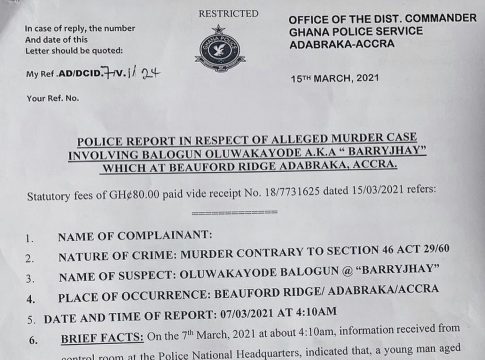 RESTRICTED
In case of reply, the number
And date of this
Letter should be quoted:
My Ref .AD/DCID.
Your Ref. No.
GHANA POLICE
OFFICE OF THE DIST. COMMANDER
GHANA POLICE SERVICE
ADABRAKA-ACCRA
15TH MARCH, 2021
POLICE REPORT IN RESPECT OF ALLEGED MURDER CASE
INVOLVING BALOGUN OLUWAKAYODE A.K.A “ BARRYJHAY”
WHICH AT BEAUFORD RIDGE ADABRAKA, ACCRA.
Statutory fees of GH¢80.00 paid vide receipt No. 18/7731625 dated 15/03/2021 refers:
================
1. NAME OF COMPLAINANT:
2. NATURE OF CRIME: MURDER CONTRARY TO SECTION 46 ACT 29/60
3. NAME OF SUSPECT: OLUWAKAYODE BALOGUN @ “BARRYJHAY”
4. PLACE OF OCCURENCE: BEAUFORD RIDGE/ ADABRAKA/ACCRA
5. DATE AND TIME OF REPORT: 07/03/2021 AT 4:10AM
6. BRIEF FACTS: On the 7th March, 2021 at about 4:10am, information received from
control room at the Police National Headquarters, indicated that, a young man aged